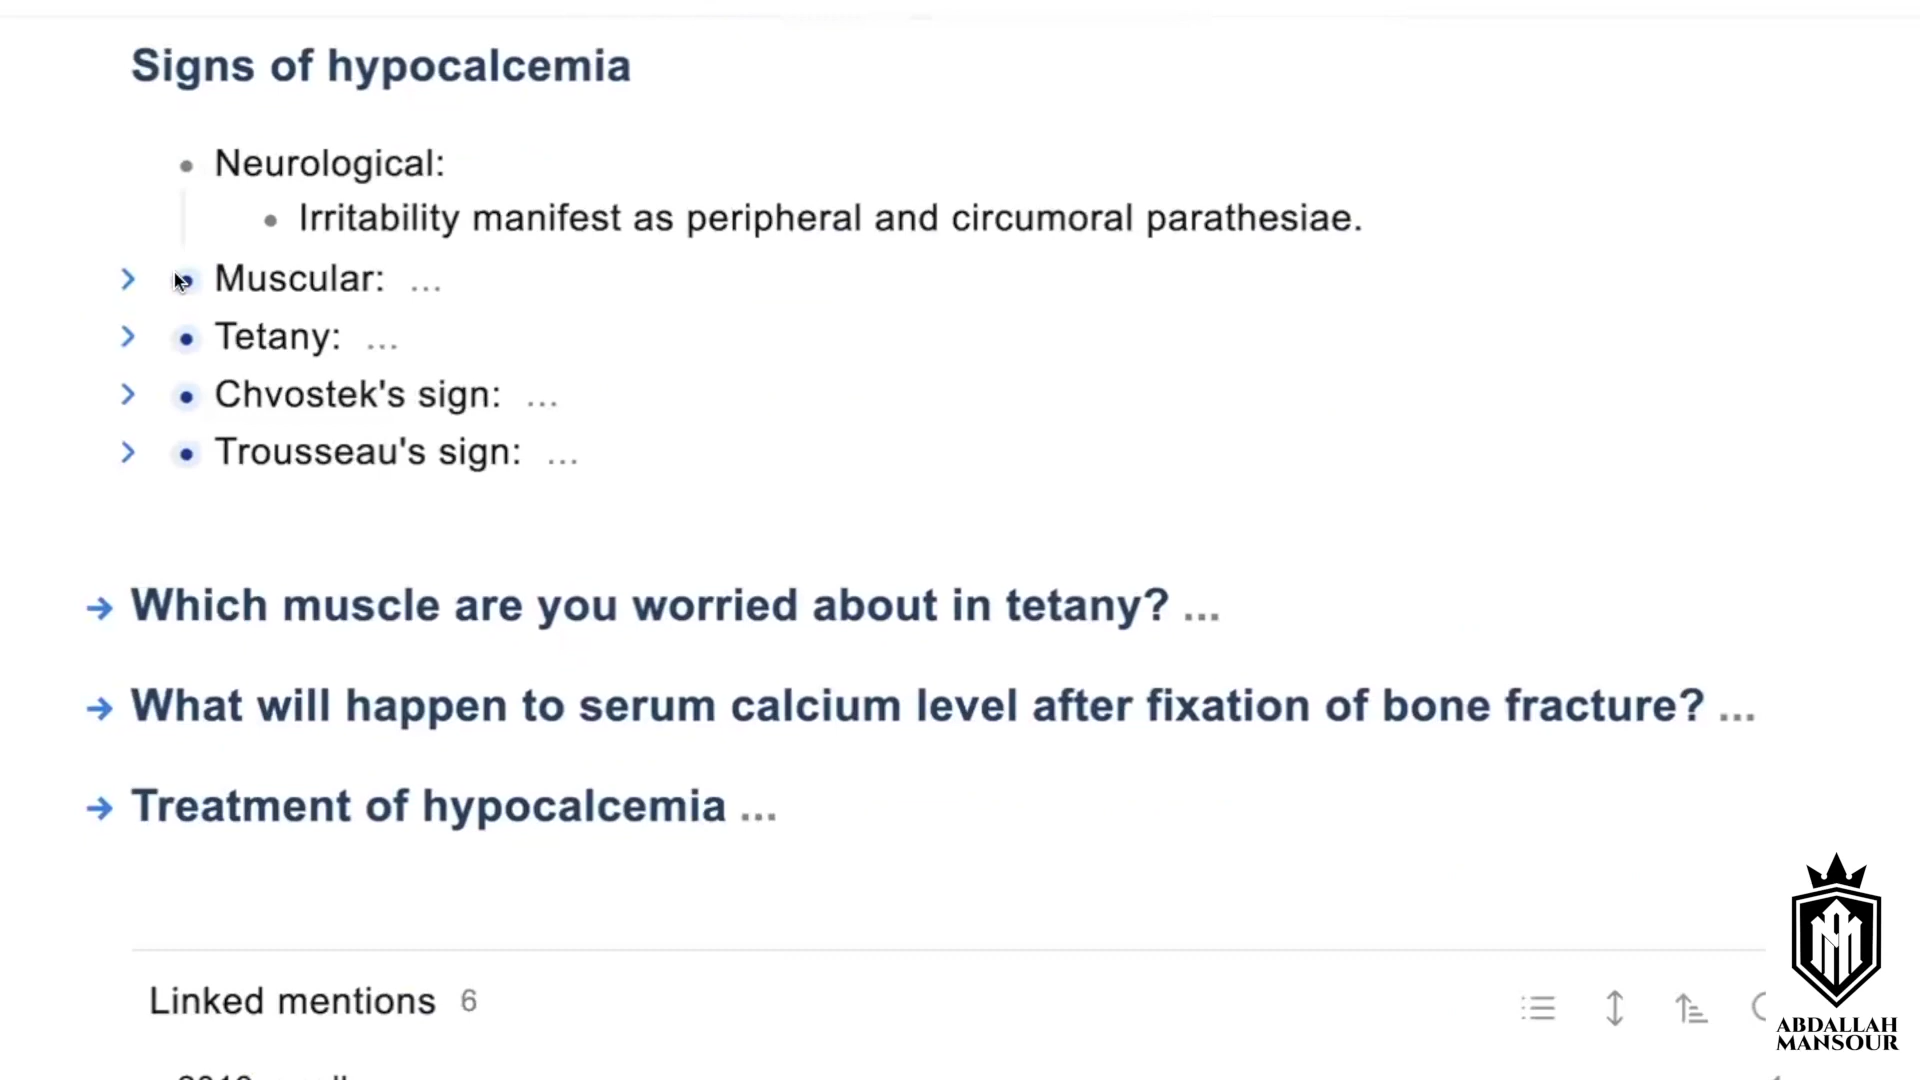 Signs of hypocalcemia
Neurological:
Irritability manifest as peripheral and circumoral parathesiae.
Muscular: ...
Tetany: ...
Chvostek's sign: ...
Trousseau's sign: ...
Which muscle are you worried about in tetany? ...
What will happen to serum calcium level after fixation of bone fracture? ...
Treatment of hypocalcemia ...
Linked mentions 6
ABDALLAH
MANSOUR